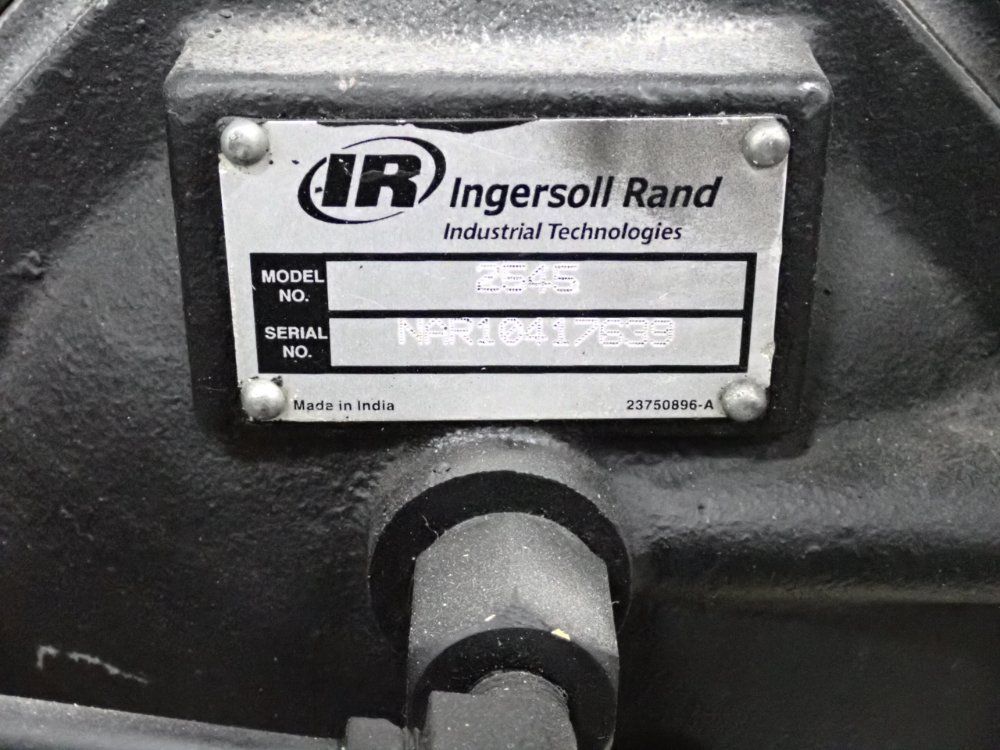 IR Ingersoll Rand
Industrial Technologies
MODEL NO. 2545
SERIAL NO. NAR10417639
Made in India 23750896-A